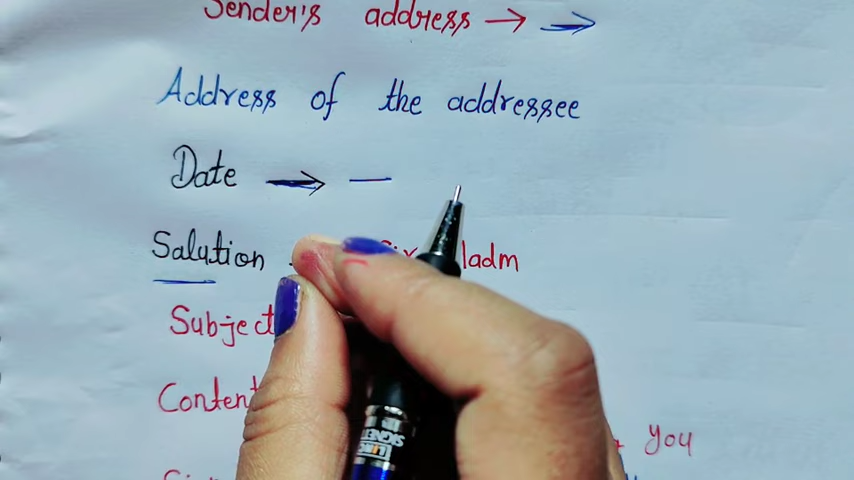 Sender's address → →
Address of the addressee
Date → —
Salution
Subject
Content you